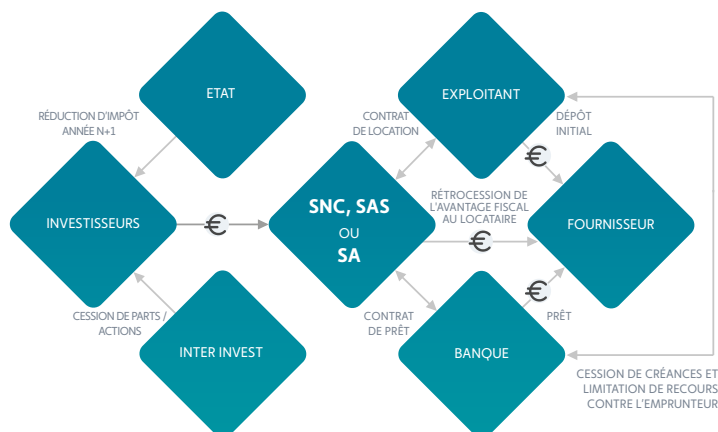 ETAT
EXPLOITANT
RÉDUCTION D'IMPÔT
ANNÉE N+1
CONTRAT
DE LOCATION
DÉPÔT
INITIAL
€
INVESTISSEURS
€
SNC, SAS
OU
SA
RÉTROCESSION DE
L'AVANTAGE FISCAL
AU LOCATAIRE
€
FOURNISSEUR
€
CESSION DE PARTS /
ACTIONS
CONTRAT
DE PRÊT
PRÊT
INTER INVEST
BANQUE
CESSION DE CRÉANCES ET
LIMITATION DE RECOURS
CONTRE L'EMPRUNTEUR